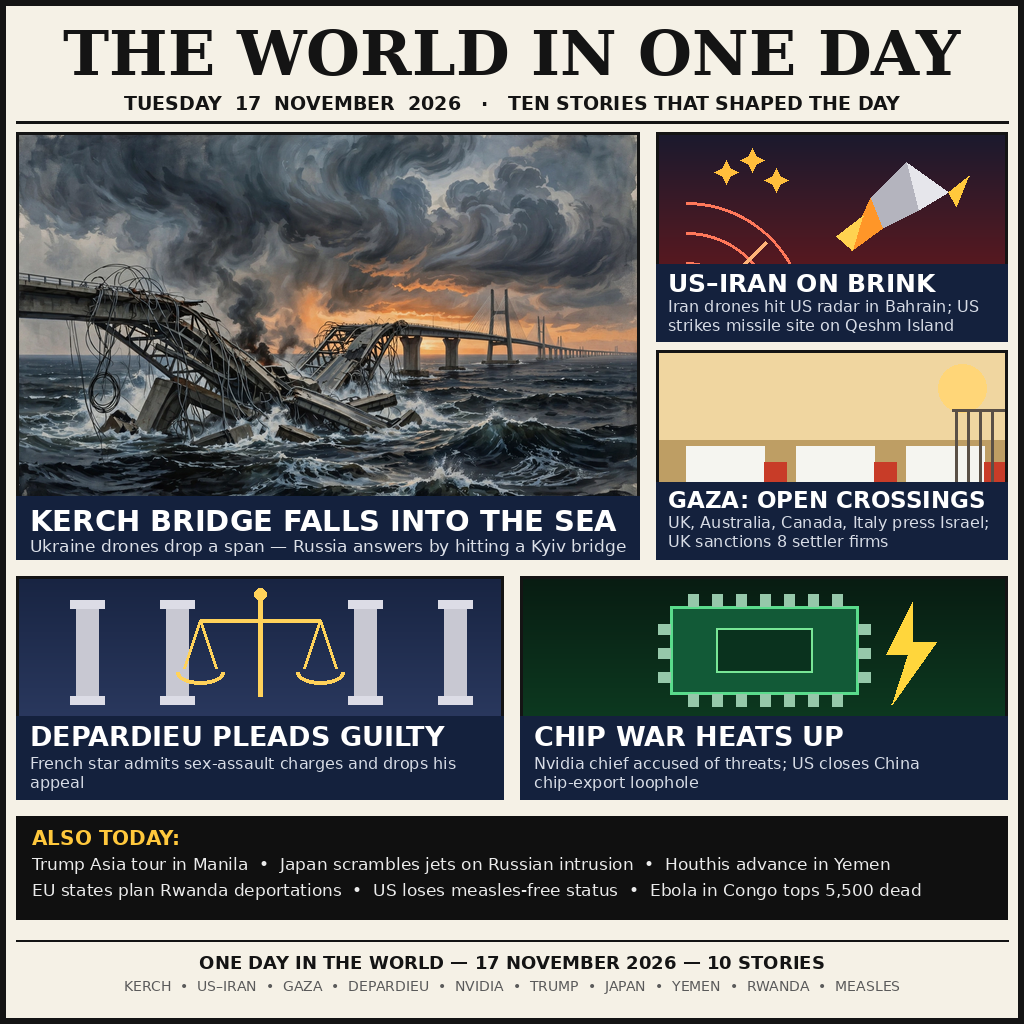 THE WORLD IN ONE DAY
TUESDAY 17 NOVEMBER 2026 · TEN STORIES THAT SHAPED THE DAY
KERCH BRIDGE FALLS INTO THE SEA
Ukraine drones drop a span — Russia answers by hitting a Kyiv bridge
US–IRAN ON BRINK
Iran drones hit US radar in Bahrain; US
strikes missile site on Qeshm Island
GAZA: OPEN CROSSINGS
UK, Australia, Canada, Italy press Israel;
UK sanctions 8 settler firms
DEPARDIEU PLEADS GUILTY
French star admits sex-assault charges and drops his
appeal
CHIP WAR HEATS UP
Nvidia chief accused of threats; US closes China
chip-export loophole
ALSO TODAY:
Trump Asia tour in Manila • Japan scrambles jets on Russian intrusion • Houthis advance in Yemen
EU states plan Rwanda deportations • US loses measles-free status • Ebola in Congo tops 5,500 dead
ONE DAY IN THE WORLD — 17 NOVEMBER 2026 — 10 STORIES
KERCH • US–IRAN • GAZA • DEPARDIEU • NVIDIA • TRUMP • JAPAN • YEMEN • RWANDA • MEASLES